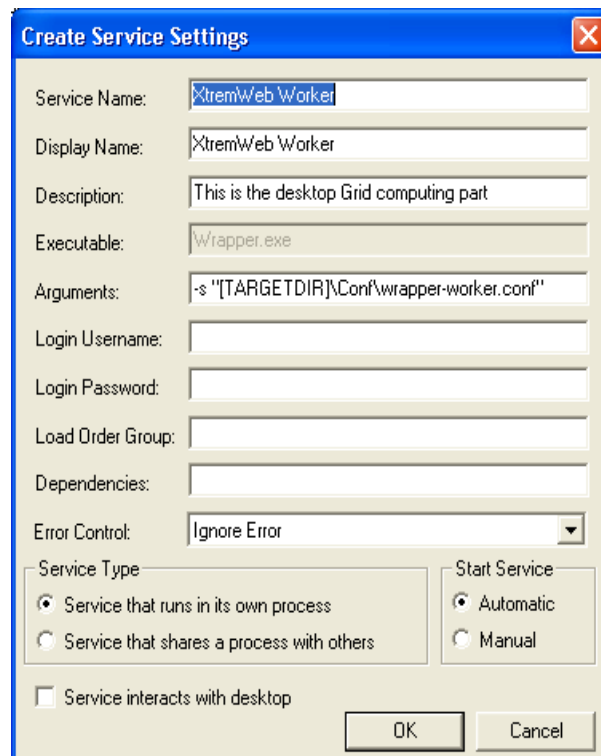 Create Service Settings
Service Name: XtremWeb Worker
Display Name: XtremWeb Worker
Description: This is the desktop Grid computing part
Executable: Wrapper.exe
Arguments: -s "[TARGETDIR]\Conf\wrapper-worker.conf"
Login Username:
Login Password:
Load Order Group:
Dependencies:
Error Control: Ignore Error
Service Type
Service that runs in its own process
Service that shares a process with others
Start Service
Automatic
Manual
Service interacts with desktop
OK Cancel